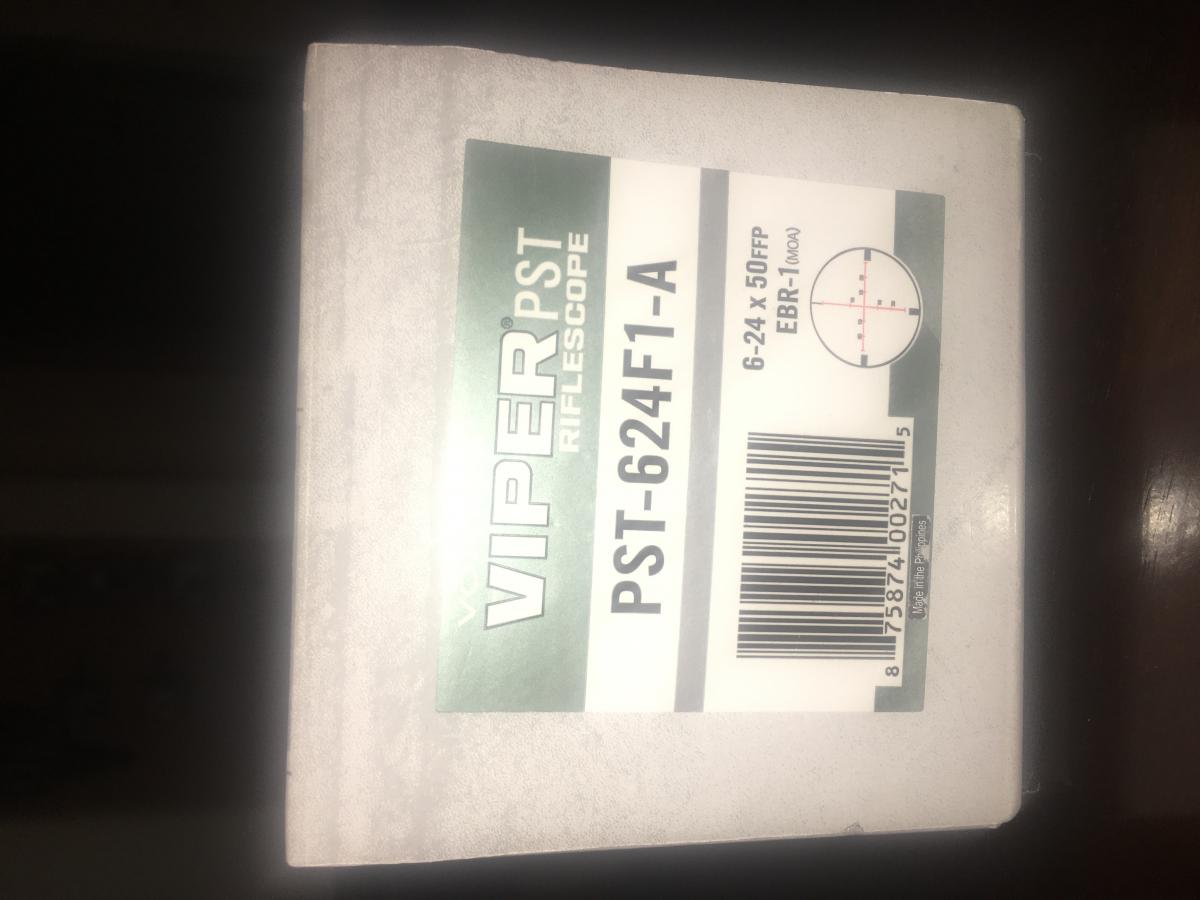 VIPER® PST
RIFLESCOPE
PST-624F1-A
6-24 x 50FFP
EBR-1(MOA)
8 75874 00271 5
Made in the Philippines